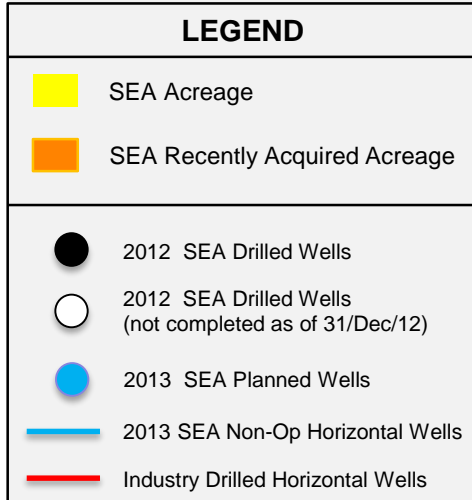 LEGEND
SEA Acreage
SEA Recently Acquired Acreage
2012 SEA Drilled Wells
2012 SEA Drilled Wells
(not completed as of 31/Dec/12)
2013 SEA Planned Wells
2013 SEA Non-Op Horizontal Wells
Industry Drilled Horizontal Wells